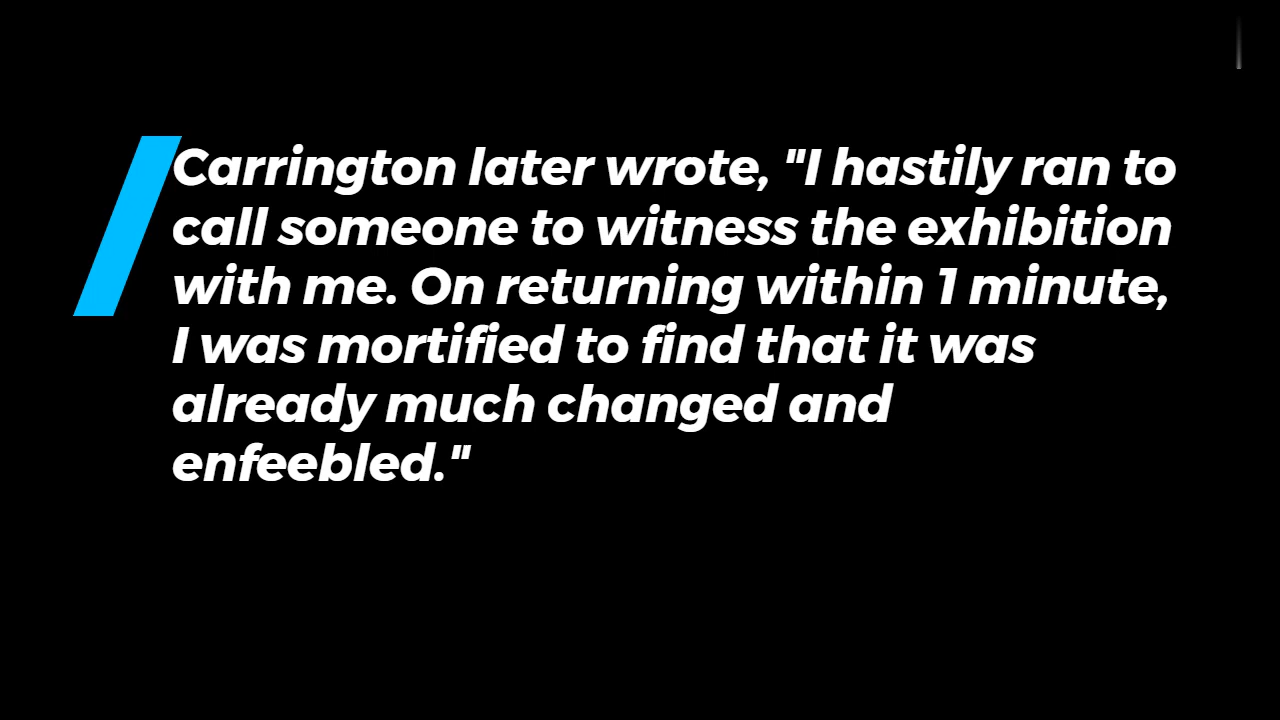 Carrington later wrote, "I hastily ran to
call someone to witness the exhibition
with me. On returning within 1 minute,
I was mortified to find that it was
already much changed and
enfeebled."